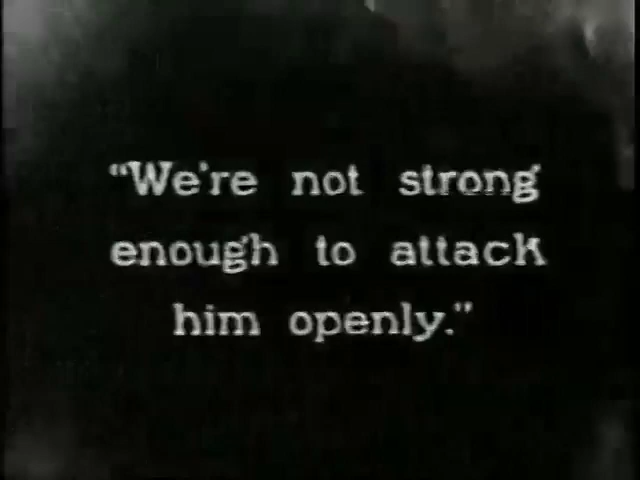 “We're not strong
enough to attack
him openly.”